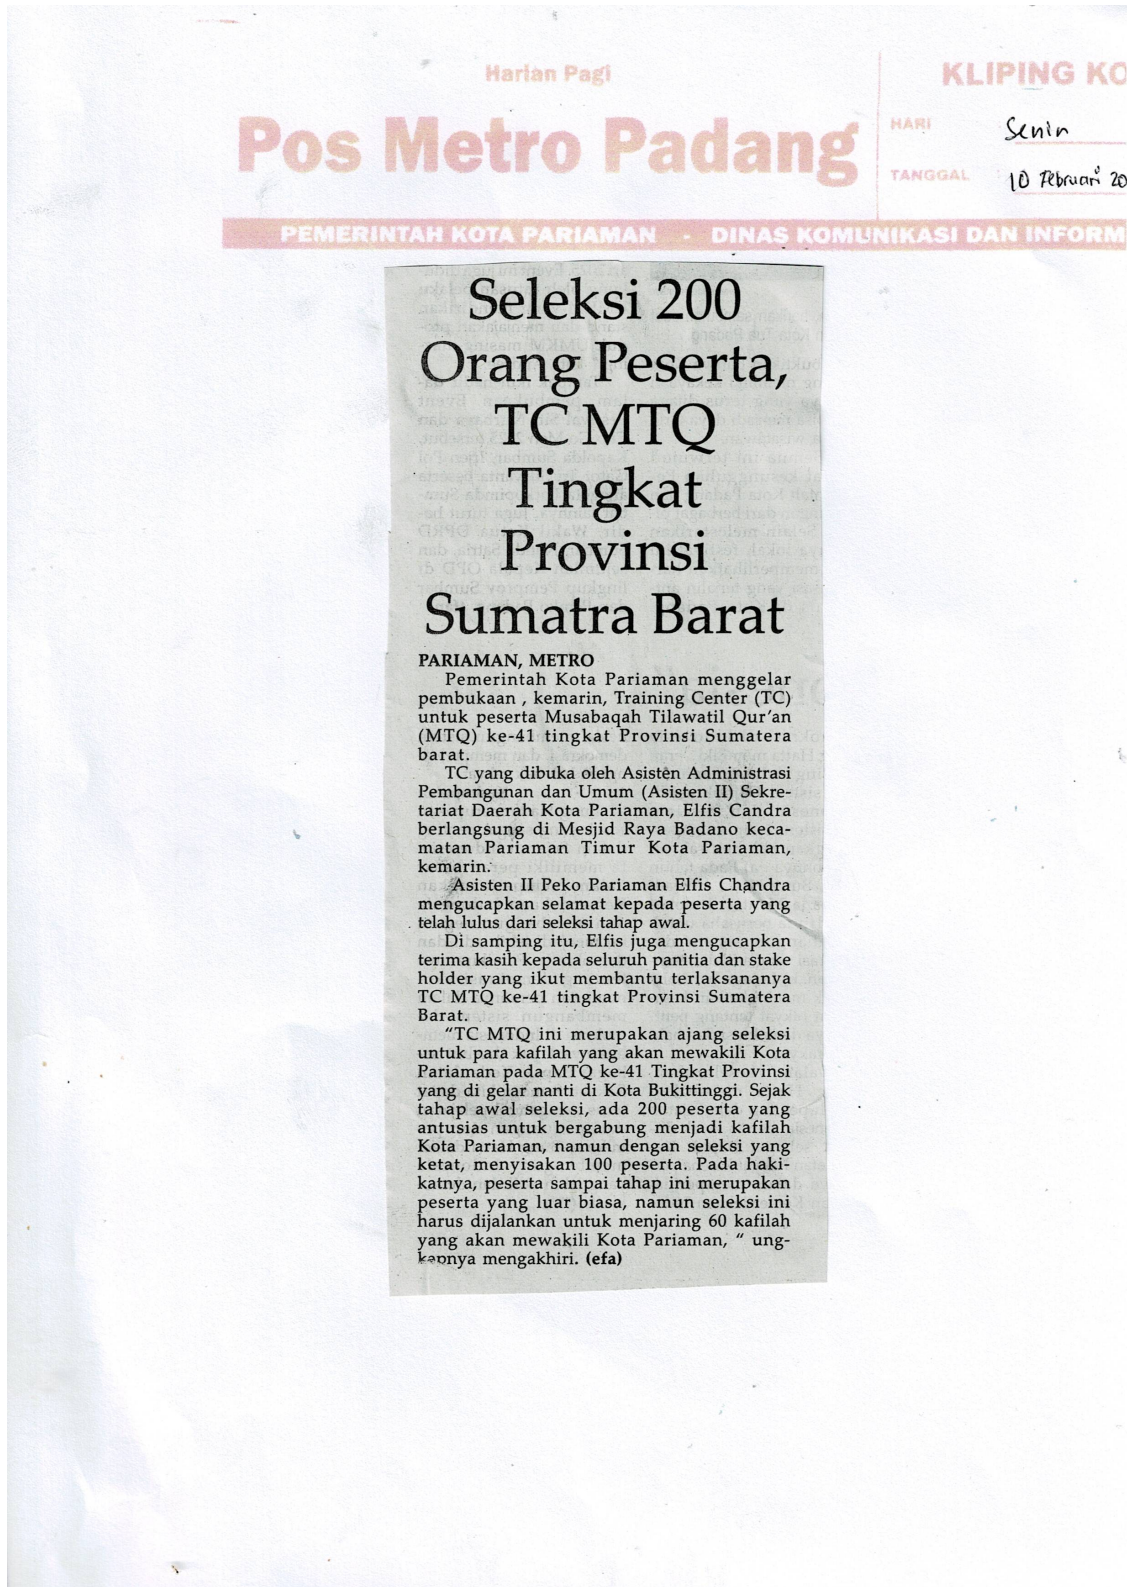 Harian Pagi
Pos Metro Padang
KLIPING KO
HARI Senin
TANGGAL 10 Februari 20
PEMERINTAH KOTA PARIAMAN - DINAS KOMUNIKASI DAN INFORM
Seleksi 200
Orang Peserta,
TC MTQ
Tingkat
Provinsi
Sumatra Barat
PARIAMAN, METRO
Pemerintah Kota Pariaman menggelar
pembukaan , kemarin, Training Center (TC)
untuk peserta Musabaqah Tilawatil Qur'an
(MTQ) ke-41 tingkat Provinsi Sumatera
barat.
TC yang dibuka oleh Asisten Administrasi
Pembangunan dan Umum (Asisten II) Sekre-
tariat Daerah Kota Pariaman, Elfis Candra
berlangsung di Mesjid Raya Badano keca-
matan Pariaman Timur Kota Pariaman,
kemarin.
Asisten II Peko Pariaman Elfis Chandra
mengucapkan selamat kepada peserta yang
telah lulus dari seleksi tahap awal.
Di samping itu, Elfis juga mengucapkan
terima kasih kepada seluruh panitia dan stake
holder yang ikut membantu terlaksananya
TC MTQ ke-41 tingkat Provinsi Sumatera
Barat.
"TC MTQ ini merupakan ajang seleksi
untuk para kafilah yang akan mewakili Kota
Pariaman pada MTQ ke-41 Tingkat Provinsi
yang di gelar nanti di Kota Bukittinggi. Sejak
tahap awal seleksi, ada 200 peserta yang
antusias untuk bergabung menjadi kafilah
Kota Pariaman, namun dengan seleksi yang
ketat, menyisakan 100 peserta. Pada haki-
katnya, peserta sampai tahap ini merupakan
peserta yang luar biasa, namun seleksi ini
harus dijalankan untuk menjaring 60 kafilah
yang akan mewakili Kota Pariaman, " ung-
kapnya mengakhiri. (efa)